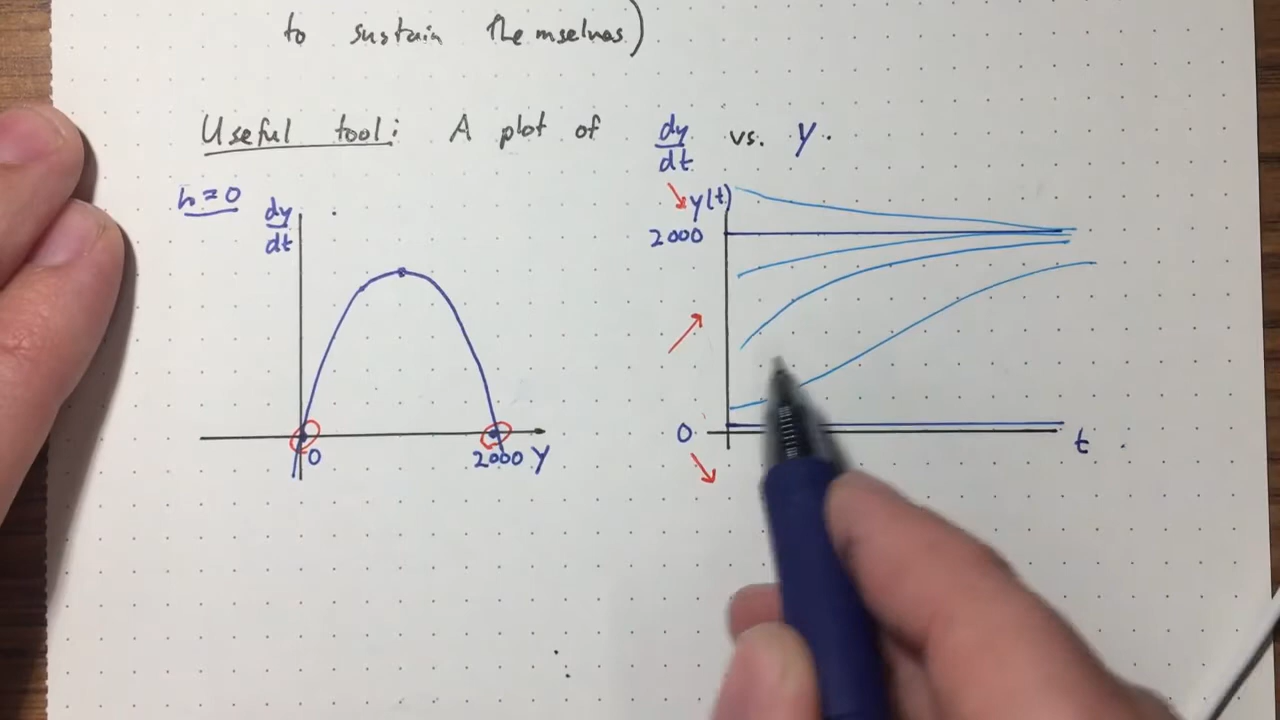 to sustain themselves)
Useful tool: A plot of dy/dt vs. y.
h=0
dy/dt
0
2000 y
y(t)
2000
0
t